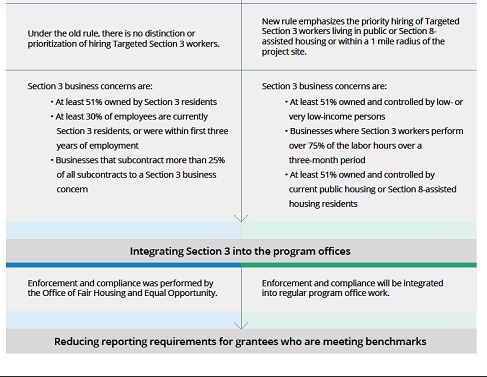 Under the old rule, there is no distinction or
prioritization of hiring Targeted Section 3 workers.
New rule emphasizes the priority hiring of Targeted
Section 3 workers living in public or Section 8-
assisted housing or within a 1 mile radius of the
project site.
Section 3 business concerns are:
• At least 51% owned by Section 3 residents
• At least 30% of employees are currently
Section 3 residents, or were within first three
years of employment
• Businesses that subcontract more than 25%
of all subcontracts to a Section 3 business
concern
Section 3 business concerns are:
• At least 51% owned and controlled by low- or
very low-income persons
• Businesses where Section 3 workers perform
over 75% of the labor hours over a
three-month period
• At least 51% owned and controlled by
current public housing or Section 8-assisted
housing residents
Integrating Section 3 into the program offices
Enforcement and compliance was performed by
the Office of Fair Housing and Equal Opportunity.
Enforcement and compliance will be integrated
into regular program office work.
Reducing reporting requirements for grantees who are meeting benchmarks